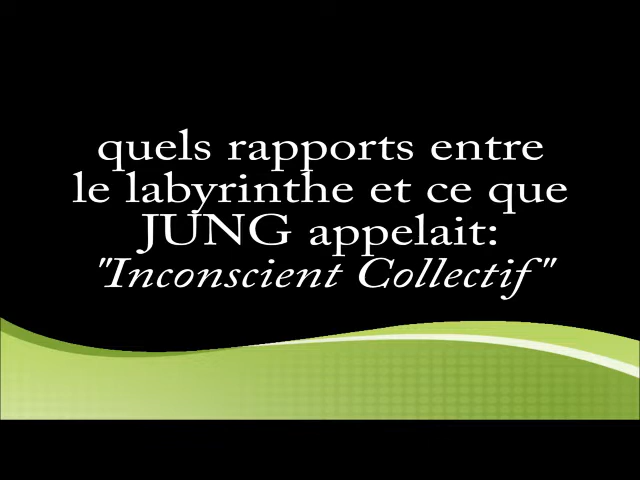 quels rapports entre
le labyrinthe et ce que
JUNG appelait:
"Inconscient Collectif"